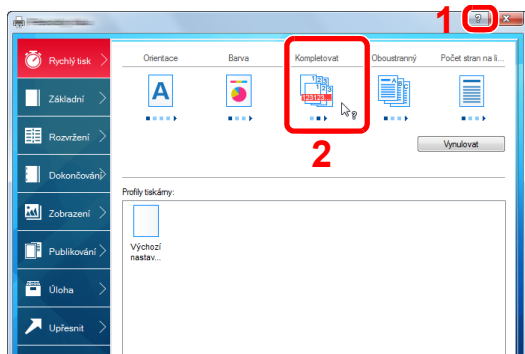 1
?
Rychlý tisk
Orientace
Barva
Kompletovat
Oboustranný
Počet stran na li...
Základní
A
123
123123
?
2
Vynulovat
Rozvržení
Dokončování
Profily tiskárny:
Zobrazení
Výchozí
nastav...
Publikování
Úloha
Upřesnit